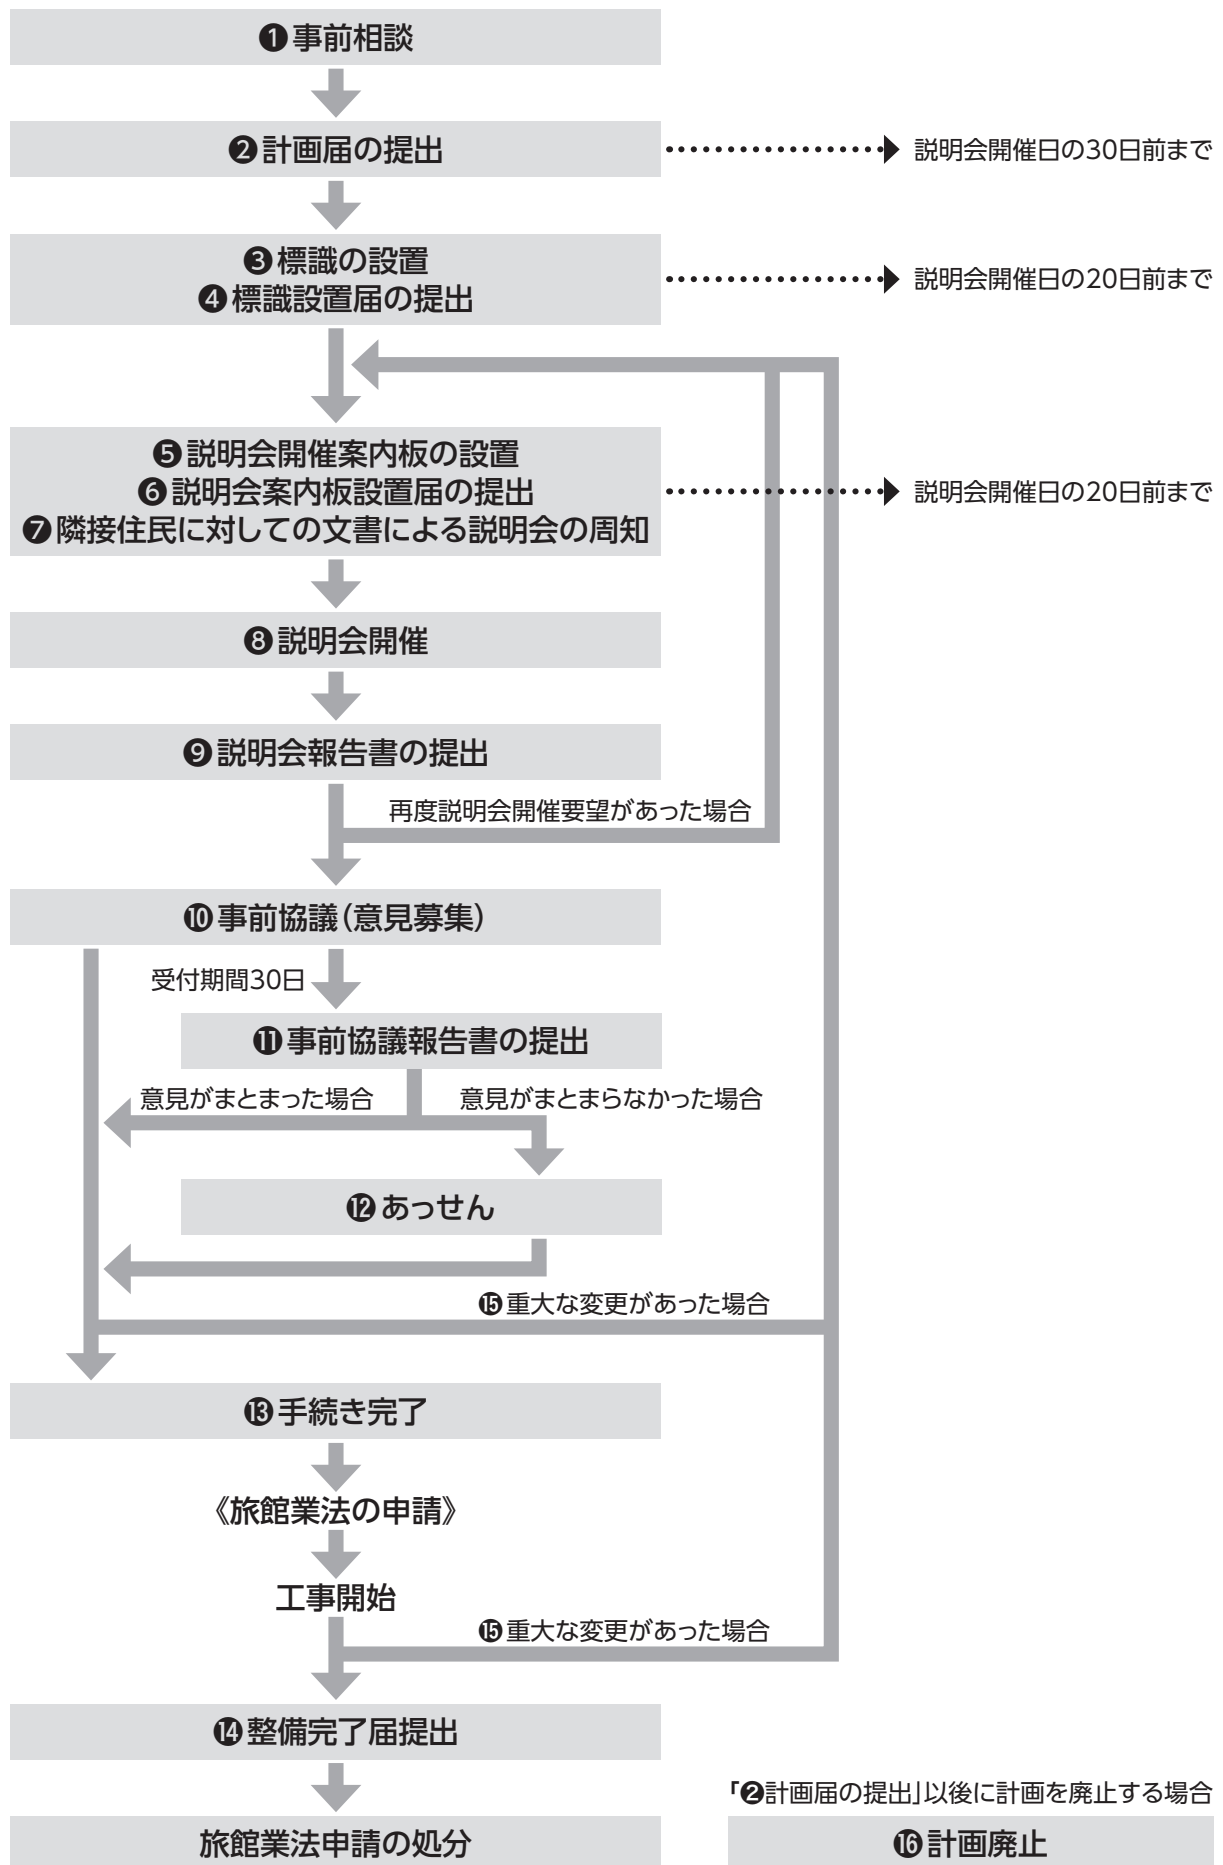 ❶事前相談
❷計画届の提出
説明会開催日の30日前まで
❸標識の設置
❹標識設置届の提出
説明会開催日の20日前まで
❺説明会開催案内板の設置
❻説明会案内板設置届の提出
❼隣接住民に対しての文書による説明会の周知
説明会開催日の20日前まで
❽説明会開催
❾説明会報告書の提出
再度説明会開催要望があった場合
❿事前協議(意見募集)
受付期間30日
⓫事前協議報告書の提出
意見がまとまった場合
意見がまとまらなかった場合
⓬あっせん
⓯重大な変更があった場合
⓭手続き完了
《旅館業法の申請》
工事開始
⓯重大な変更があった場合
⓮整備完了届提出
旅館業法申請の処分
「❷計画届の提出」以後に計画を廃止する場合
⓰計画廃止